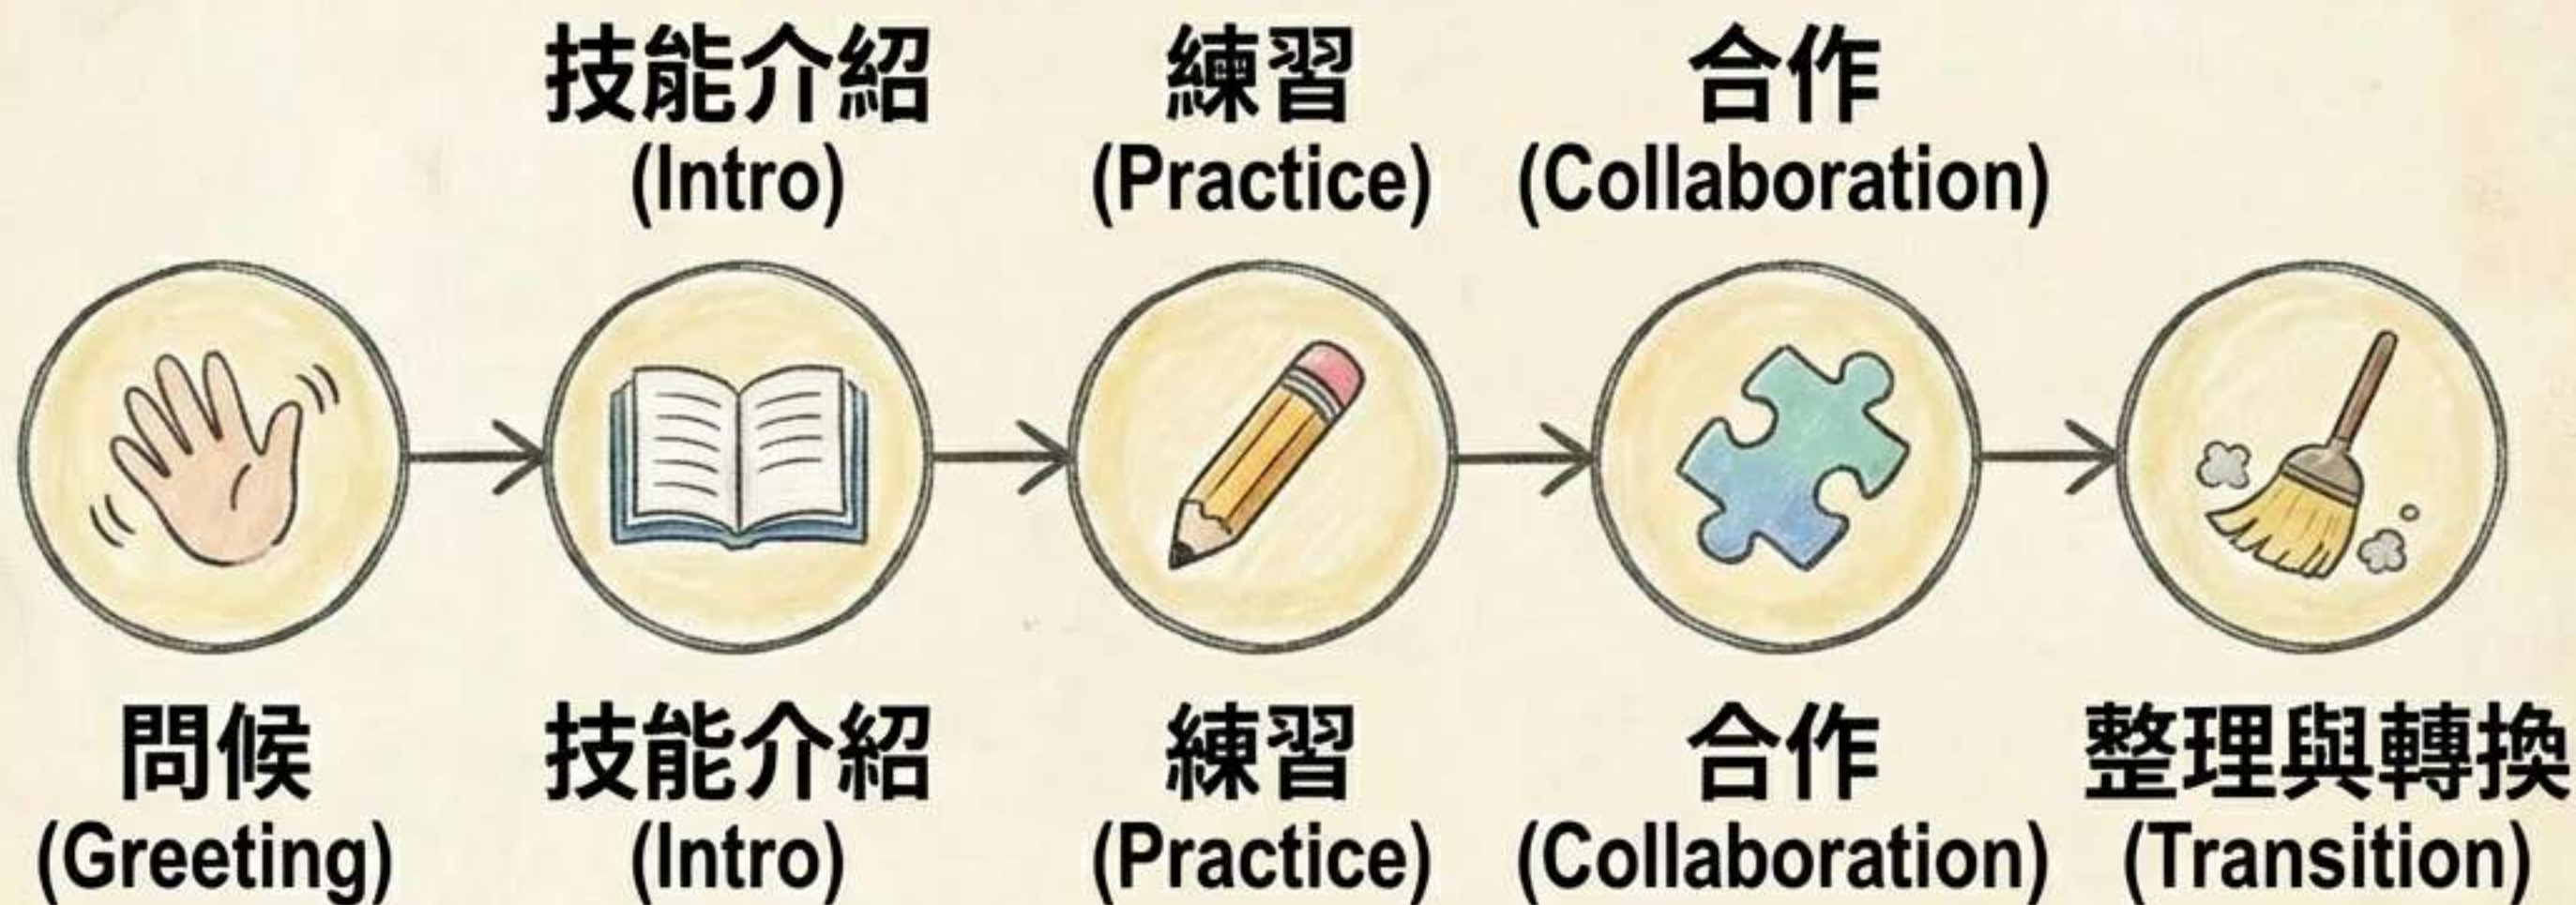 技能介紹
(Intro)
練習
(Practice)
合作
(Collaboration)
問候
(Greeting)
技能介紹
(Intro)
練習
(Practice)
合作
(Collaboration)
整理與轉換
(Transition)